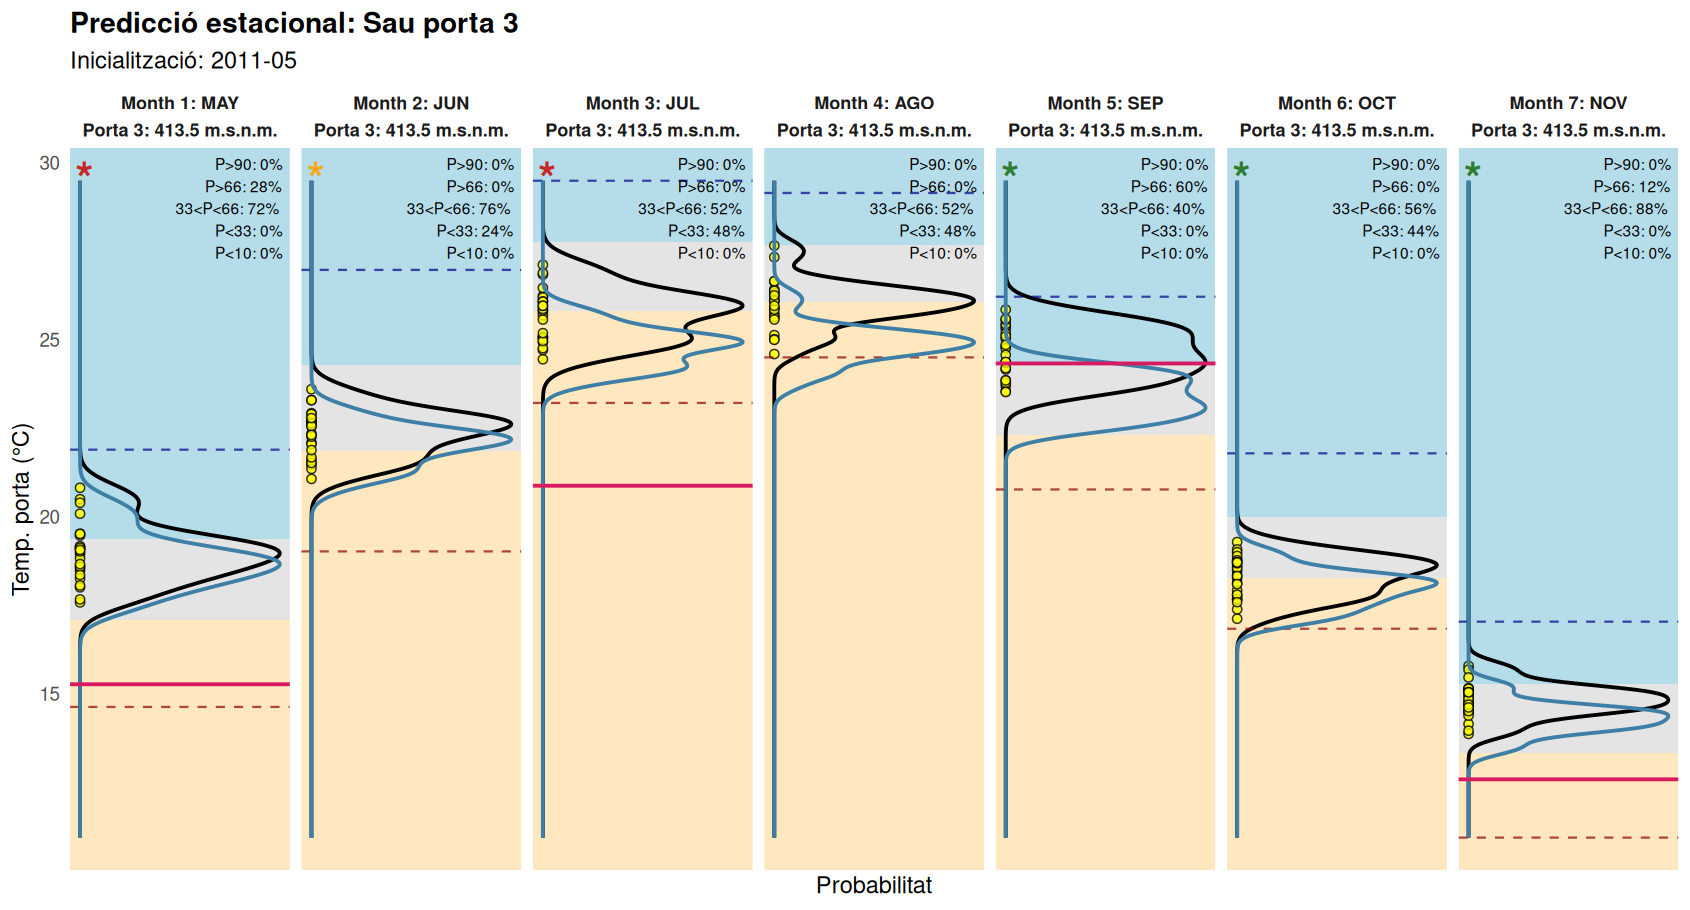 Predicció estacional: Sau porta 3
Inicialització: 2011-05
Month 1: MAY
Porta 3: 413.5 m.s.n.m.
Month 2: JUN
Porta 3: 413.5 m.s.n.m.
Month 3: JUL
Porta 3: 413.5 m.s.n.m.
Month 4: AGO
Porta 3: 413.5 m.s.n.m.
Month 5: SEP
Porta 3: 413.5 m.s.n.m.
Month 6: OCT
Porta 3: 413.5 m.s.n.m.
Month 7: NOV
Porta 3: 413.5 m.s.n.m.
*
P>90: 0%
P>66: 28%
33<P<66: 72%
P<33: 0%
P<10: 0%
*
P>90: 0%
P>66: 0%
33<P<66: 76%
P<33: 24%
P<10: 0%
*
P>90: 0%
P>66: 0%
33<P<66: 52%
P<33: 48%
P<10: 0%
P>90: 0%
P>66: 0%
33<P<66: 52%
P<33: 48%
P<10: 0%
*
P>90: 0%
P>66: 60%
33<P<66: 40%
P<33: 0%
P<10: 0%
*
P>90: 0%
P>66: 0%
33<P<66: 56%
P<33: 44%
P<10: 0%
*
P>90: 0%
P>66: 12%
33<P<66: 88%
P<33: 0%
P<10: 0%
30
25
20
15
Temp. porta (°C)
Probabilitat